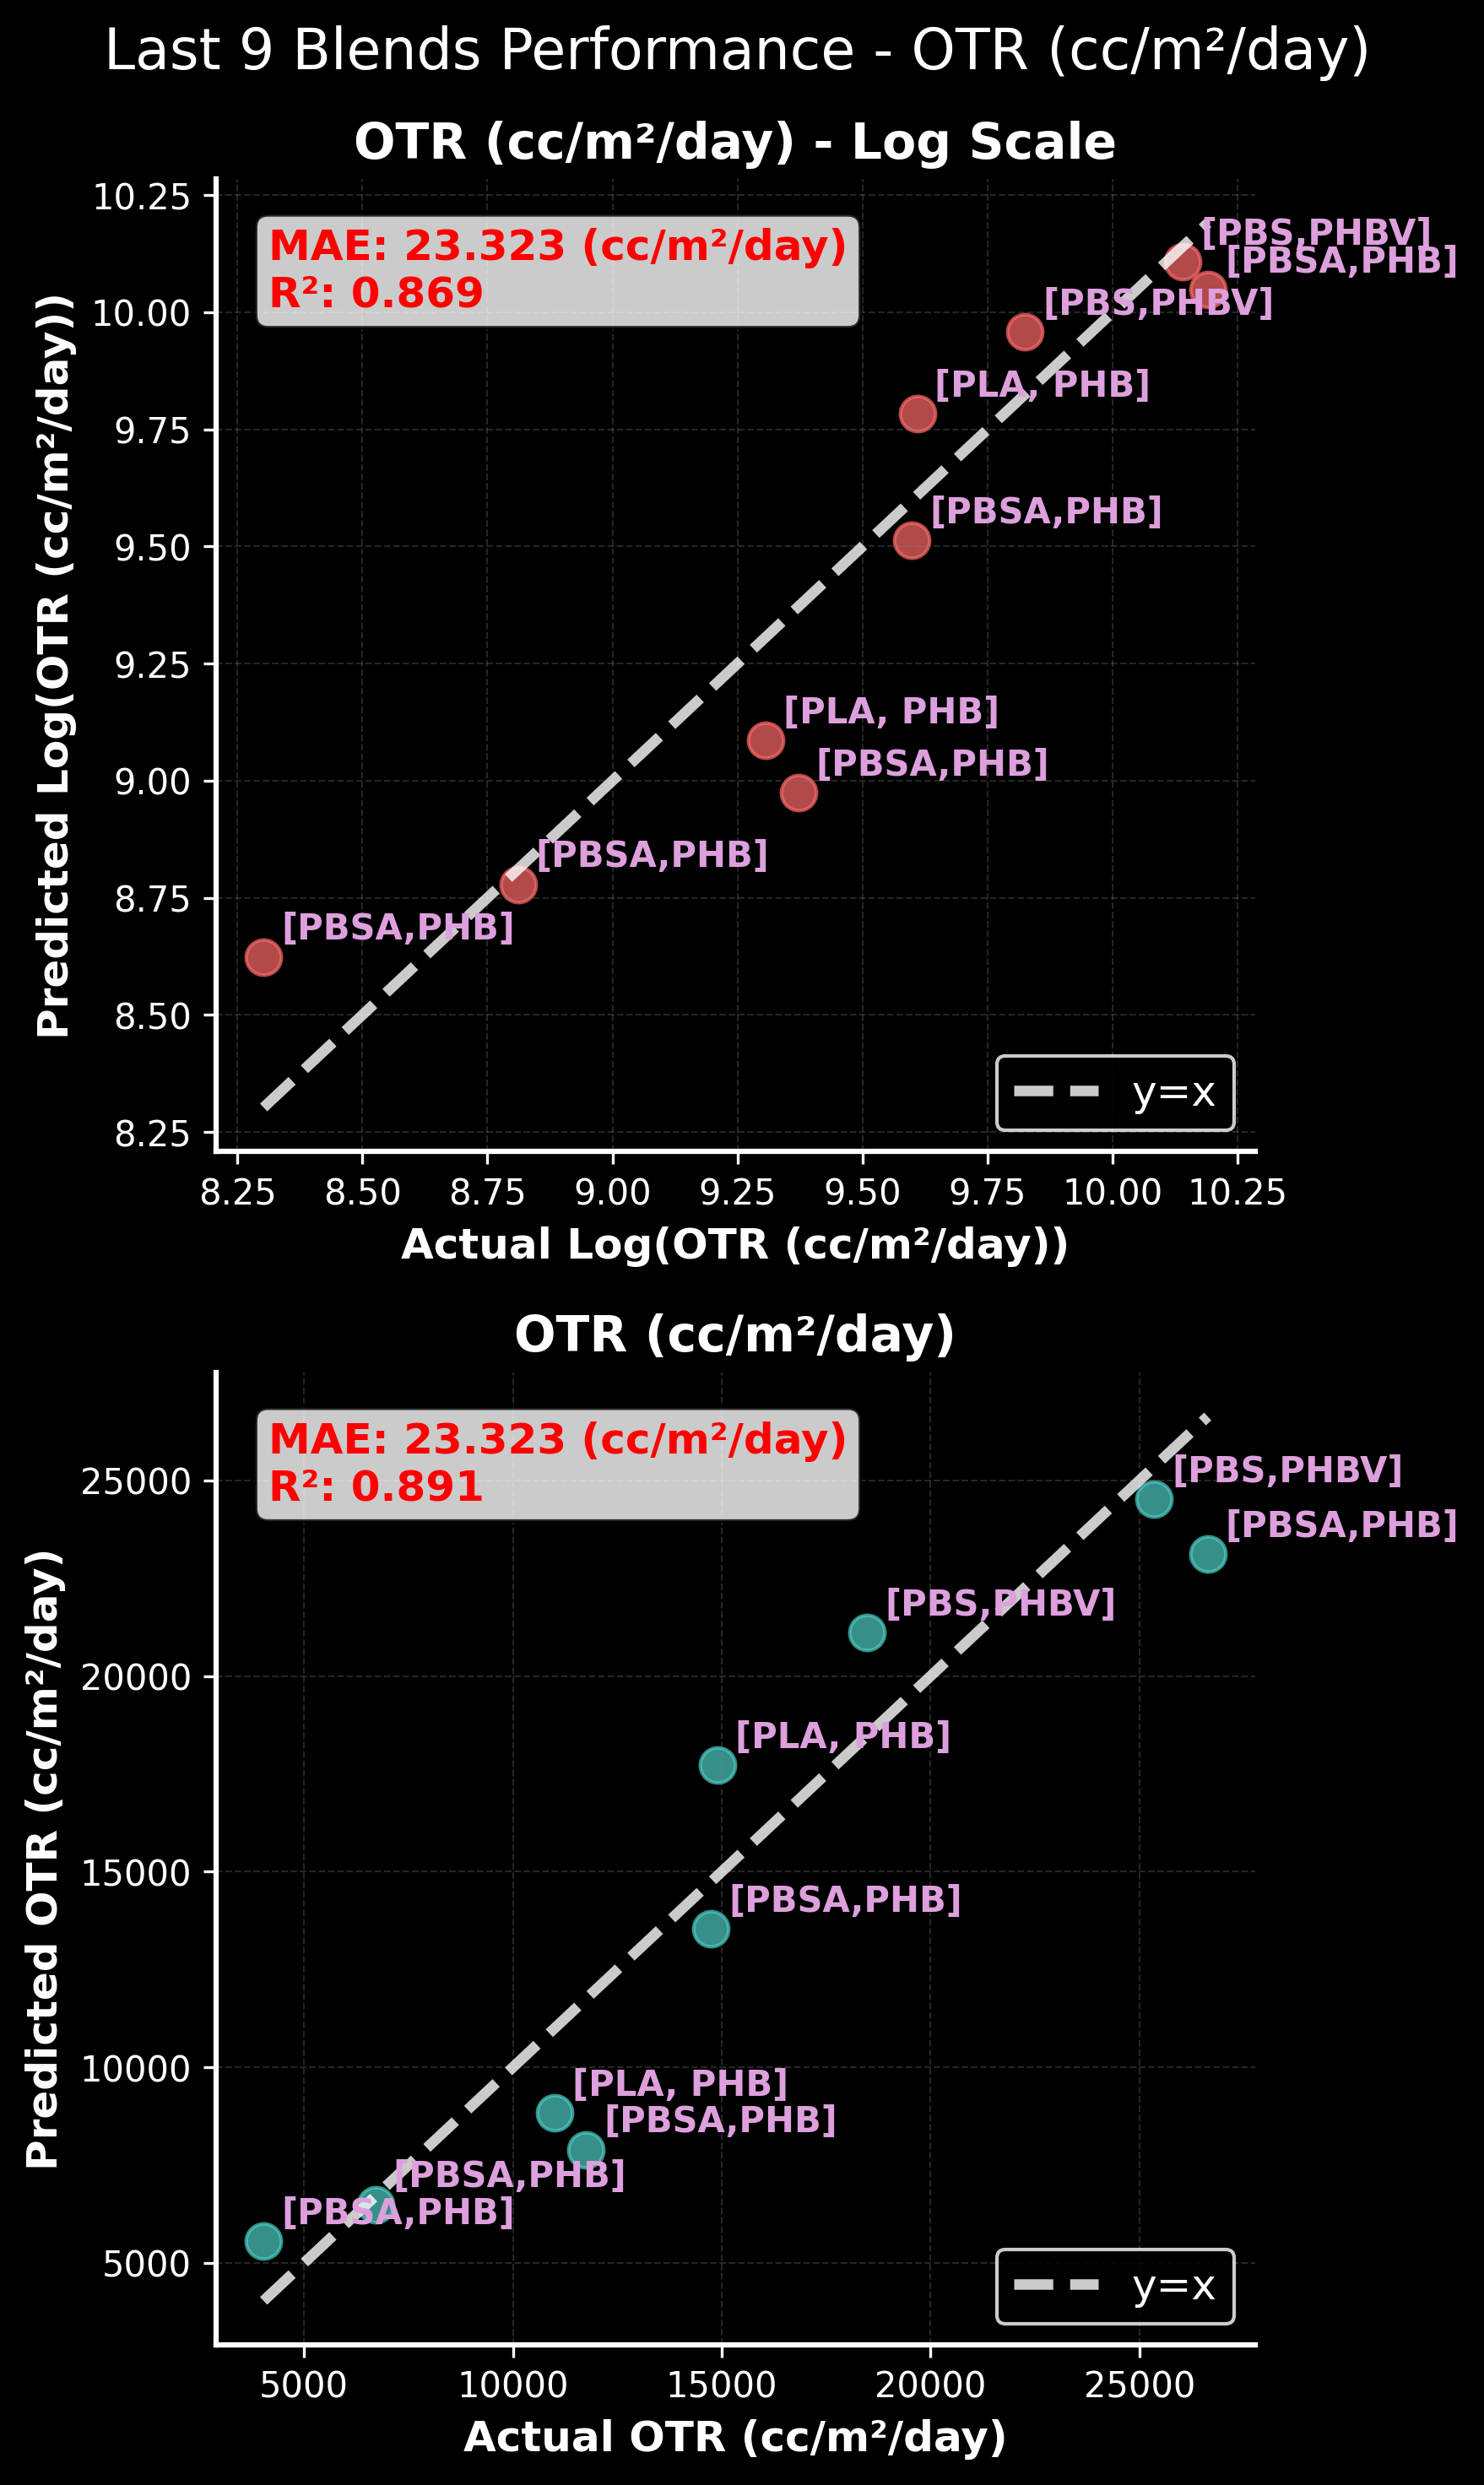 Last 9 Blends Performance - OTR (cc/m²/day)
OTR (cc/m²/day) - Log Scale
MAE: 23.323 (cc/m²/day)
R²: 0.869
[PBS,PHBV]
[PBSA,PHB]
[PBS,PHBV]
[PLA, PHB]
[PBSA,PHB]
[PLA, PHB]
[PBSA,PHB]
[PBSA,PHB]
[PBSA,PHB]
y=x
10.25
10.00
9.75
9.50
9.25
9.00
8.75
8.50
8.25
Predicted Log(OTR (cc/m²/day))
8.25 8.50 8.75 9.00 9.25 9.50 9.75 10.00 10.25
Actual Log(OTR (cc/m²/day))
OTR (cc/m²/day)
MAE: 23.323 (cc/m²/day)
R²: 0.891
[PBS,PHBV]
[PBSA,PHB]
[PBS,PHBV]
[PLA, PHB]
[PBSA,PHB]
[PLA, PHB]
[PBSA,PHB]
[PBSA,PHB]
[PBSA,PHB]
y=x
25000
20000
15000
10000
5000
Predicted OTR (cc/m²/day)
5000 10000 15000 20000 25000
Actual OTR (cc/m²/day)